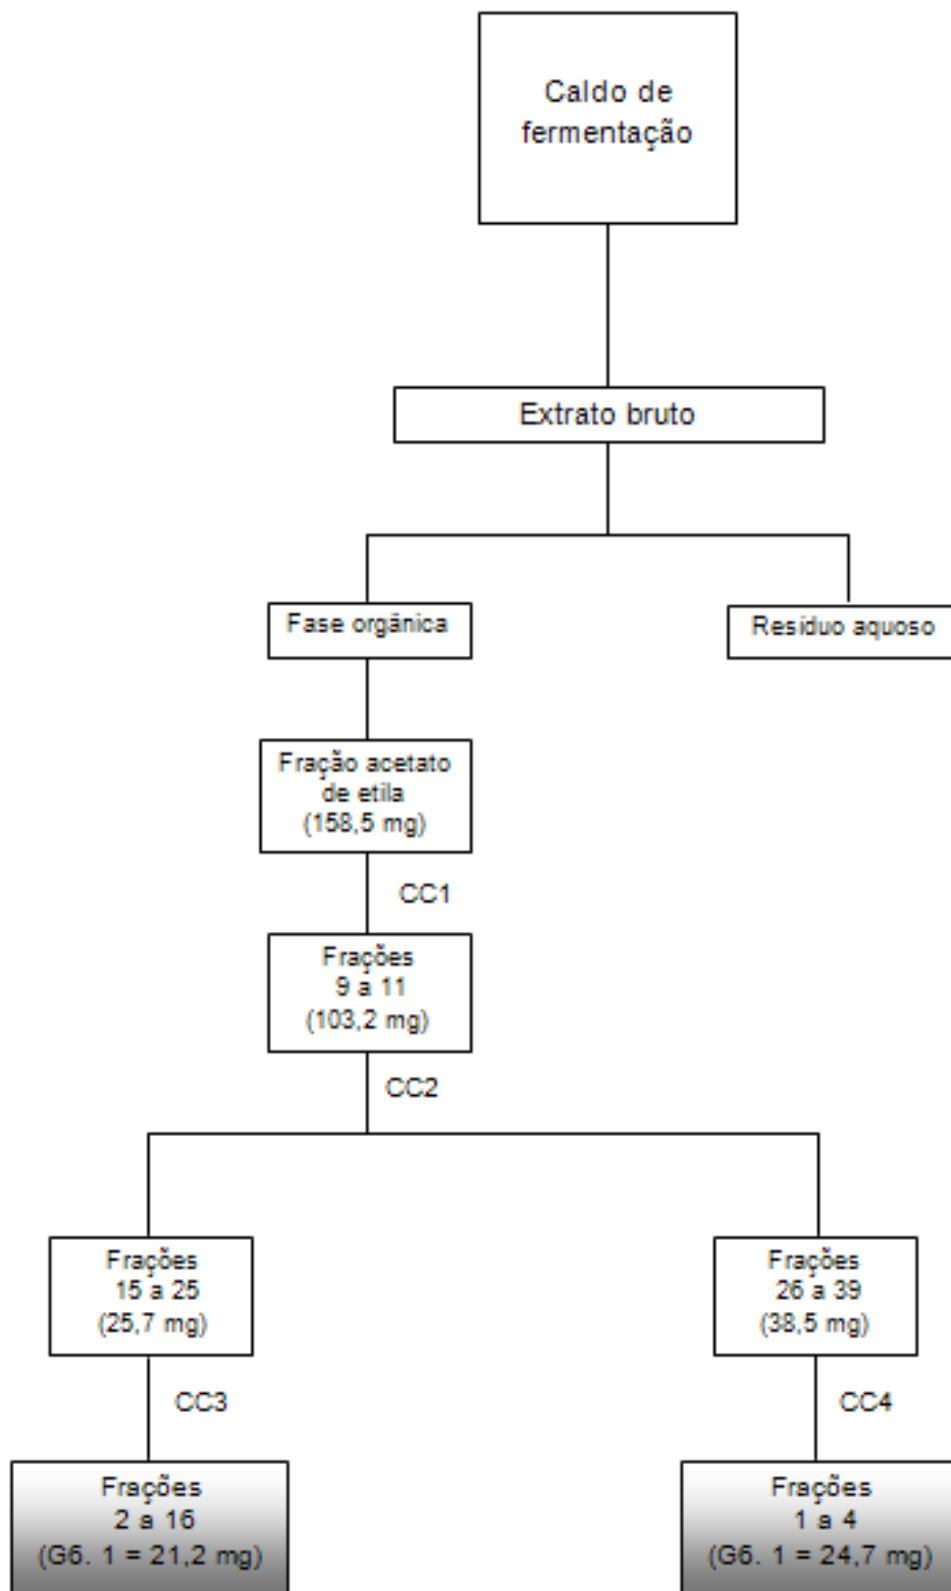 Caldo de
fermentação
Extrato bruto
Fase orgânica
Resíduo aquoso
Fração acetato
de etila
(158,5 mg)
CC1
Frações
9 a 11
(103,2 mg)
CC2
Frações
15 a 25
(25,7 mg)
Frações
26 a 39
(38,5 mg)
CC3
CC4
Frações
2 a 16
(G6. 1 = 21,2 mg)
Frações
1 a 4
(G6. 1 = 24,7 mg)